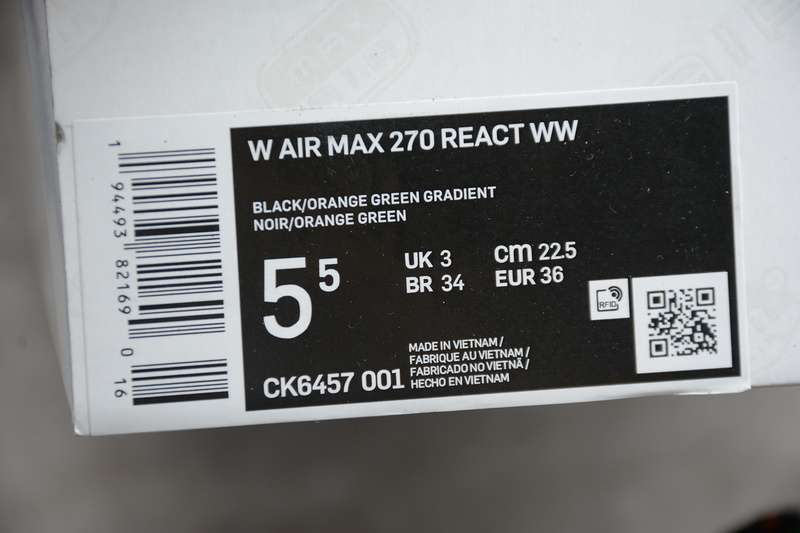 W AIR MAX 270 REACT WW
BLACK/ORANGE GREEN GRADIENT
NOIR/ORANGE GREEN
5 5
UK 3
BR 34
cm 22.5
EUR 36
RFID
MADE IN VIETNAM /
FABRIQUE AU VIETNAM /
FABRICADO NO VIETNÃ /
HECHO EN VIETNAM
CK6457 001
1 94493 82169 0 16